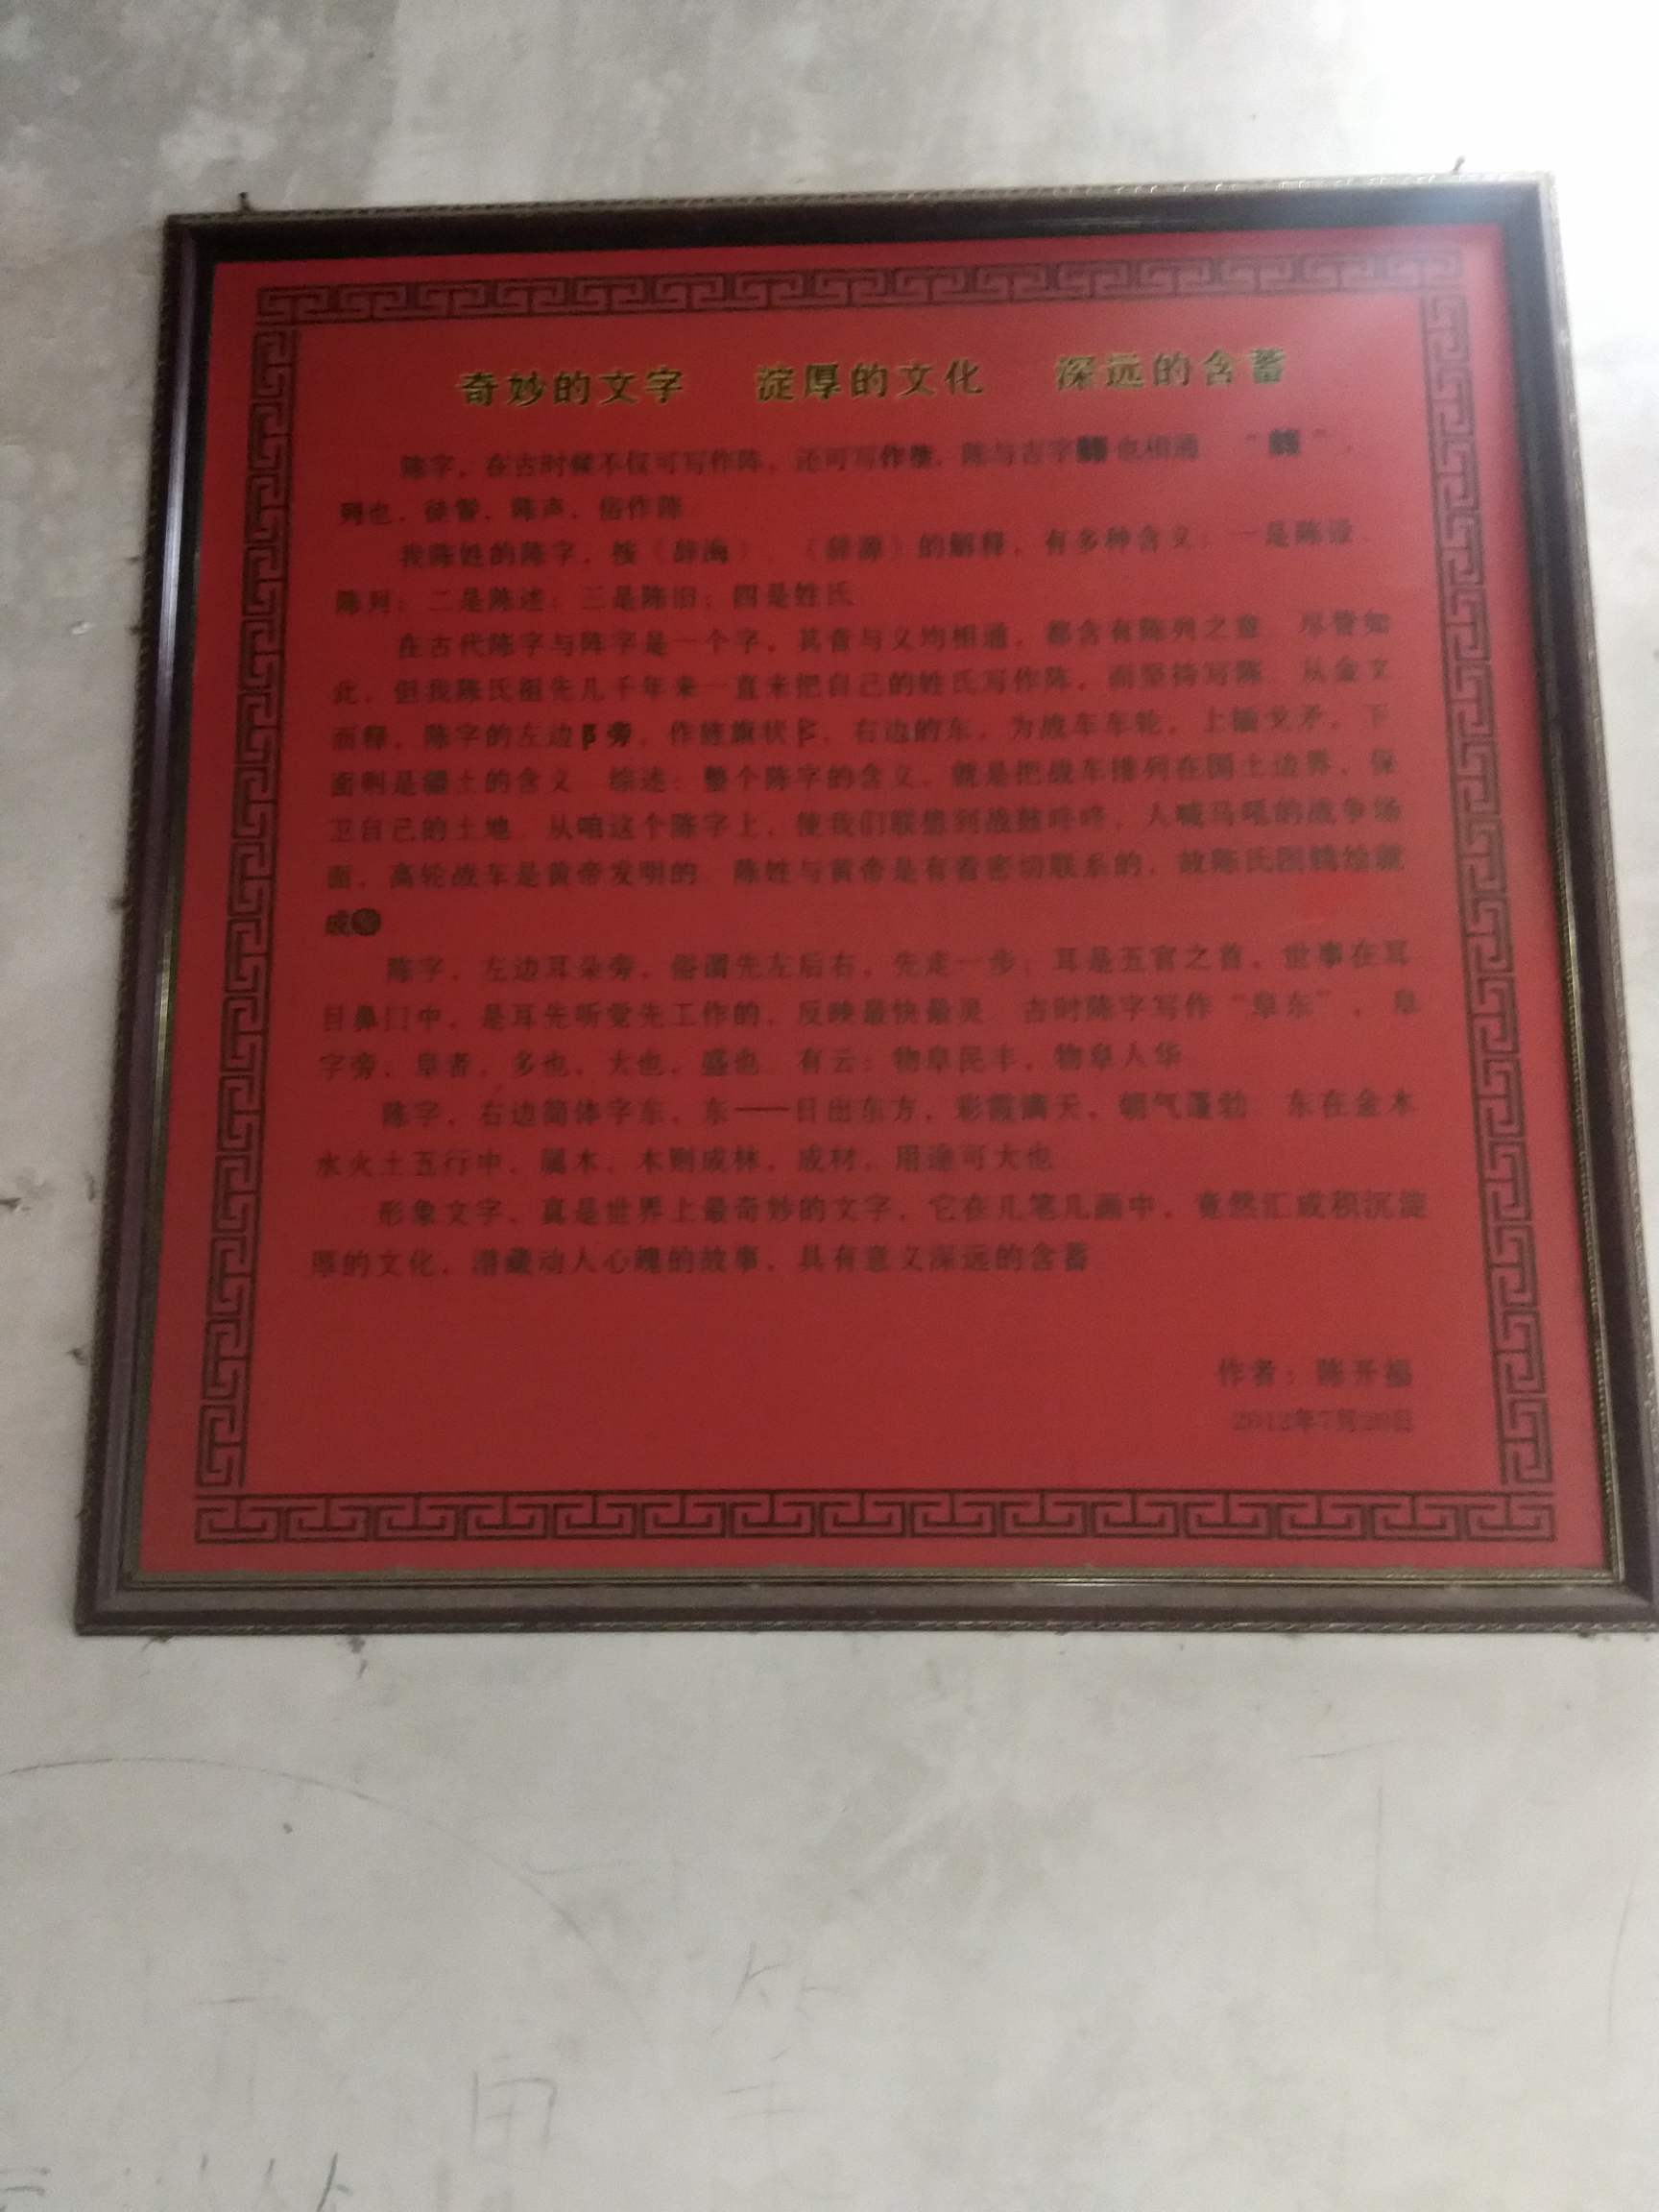 奇妙的文字 淀厚的文化 深远的含蓄
陈字，在古时候不仅可写作阵，还可写作 陈与古字 也相通 “ ”，
列也，陈声，俗作陈
我陈姓的陈字，按《辞海》、《辞源》的解释，有多种含义：一是陈设
陈列；二是陈述；三是陈旧；四是姓氏
在古代陈字与阵字是一个字，其音与义均相通，都含有陈列之意 尽管如
此，但我陈氏祖先几千年来一直未把自己的姓氏写作阵，而坚持写陈 从金文
面释，陈字的左边阝旁，作旌旗状 ，右边的东，为战车车轮，上插戈矛，下
面则是疆土的含义 综述：整个陈字的含义，就是把战车排列在国土边界，保
卫自己的土地 从咱这个陈字上，使我们联想到战鼓咚咚，人喊马吼的战争场
面，高轮战车是黄帝发明的 陈姓与黄帝是有着密切联系的，故陈氏图腾绘就
成
陈字，左边耳朵旁，俗谓先左后右，先走一步；耳是五官之首，世事在耳
目鼻口中，是耳先听觉先工作的，反映最快最灵 古时陈字写作“阜东”，阜
字旁，阜者，多也，大也，盛也 有云：物阜民丰，物阜人华
陈字，右边简体字东，东——日出东方，彩霞满天，朝气蓬勃 东在金木
水火土五行中，属木，木则成林，成材，用途可大也
形象文字，真是世界上最奇妙的文字，它在几笔几画中，竟然汇成积沉淀
厚的文化，潜藏动人心魄的故事，具有意义深远的含蓄
作者：陈开福
2012年7月20日